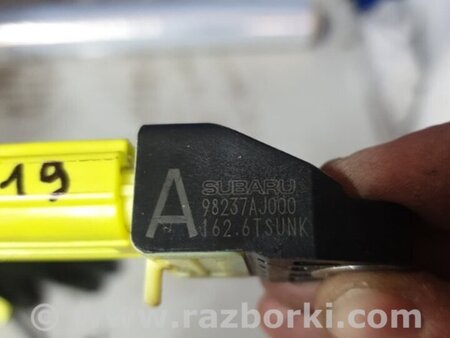 19
A
SUBARU
98237AJ000
162.6TSUNK
www.razborki.com